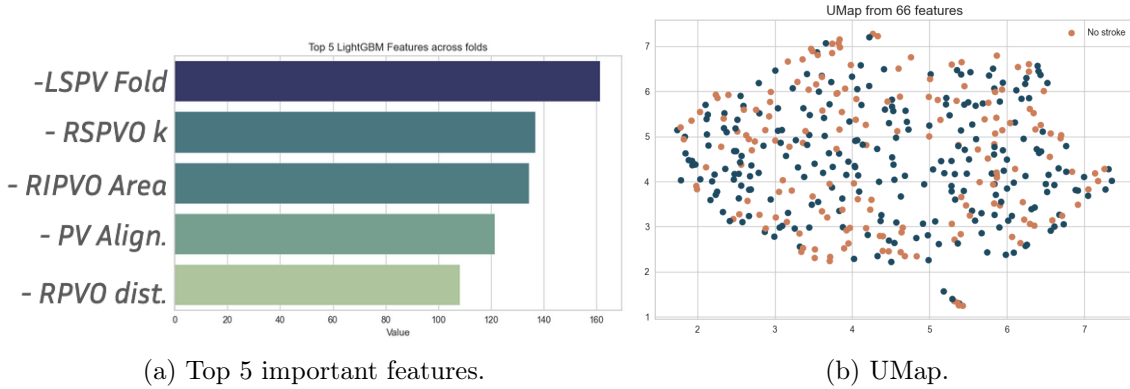 Top 5 LightGBM Features across folds
-LSPV Fold
- RSPVO k
- RIPVO Area
- PV Align.
- RPVO dist.
0 20 40 60 80 100 120 140 160
Value
(a) Top 5 important features.
UMap from 66 features
No stroke
7
6
5
4
3
2
1
2 3 4 5 6 7
(b) UMap.